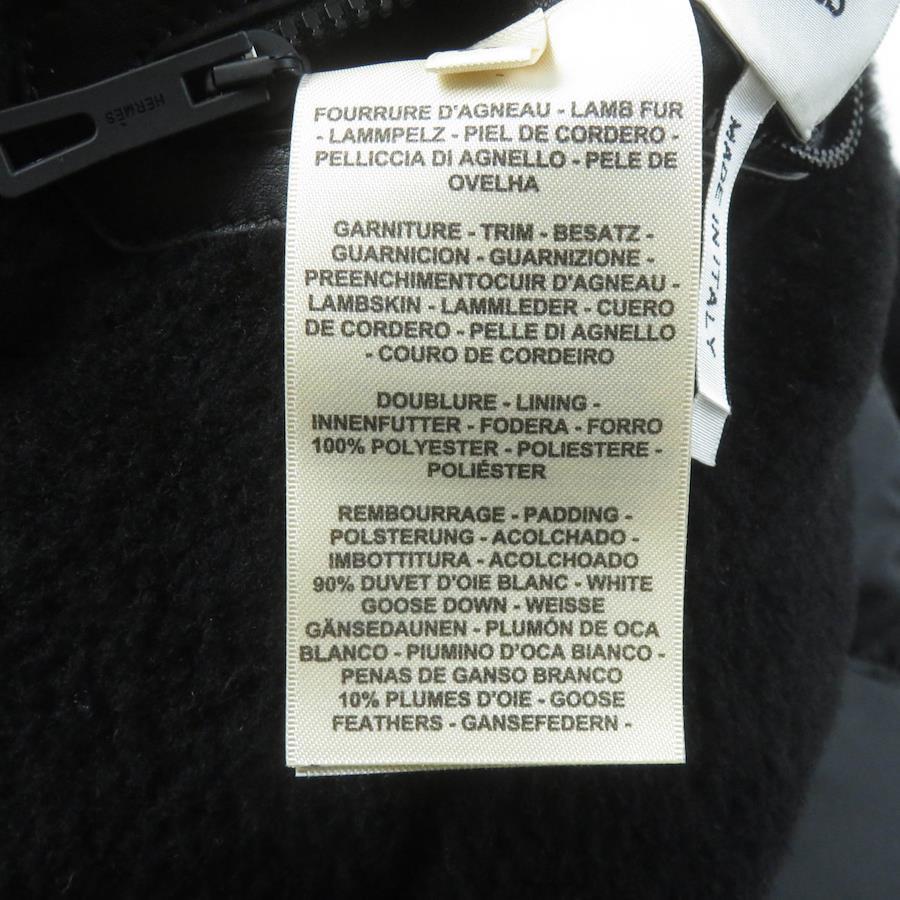 HERMÈS
FOURRURE D'AGNEAU - LAMB FUR
- LAMMPELZ - PIEL DE CORDERO -
PELLICCIA DI AGNELLO - PELE DE
OVELHA
GARNITURE - TRIM - BESATZ -
GUARNICION - GUARNIZIONE -
PREENCHIMENTOCUIR D'AGNEAU -
LAMBSKIN - LAMMLEDER - CUERO
DE CORDERO - PELLE DI AGNELLO
- COURO DE CORDEIRO
DOUBLURE - LINING -
INNENFUTTER - FODERA - FORRO
100% POLYESTER - POLIESTERE -
POLIÉSTER
REMBOURRAGE - PADDING -
POLSTERUNG - ACOLCHADO -
IMBOTTITURA - ACOLCHOADO
90% DUVET D'OIE BLANC - WHITE
GOOSE DOWN - WEISSE
GÄNSEDAUNEN - PLUMÓN DE OCA
BLANCO - PIUMINO D'OCA BIANCO -
PENAS DE GANSO BRANCO
10% PLUMES D'OIE - GOOSE
FEATHERS - GANSEFEDERN -
MADE IN ITALY